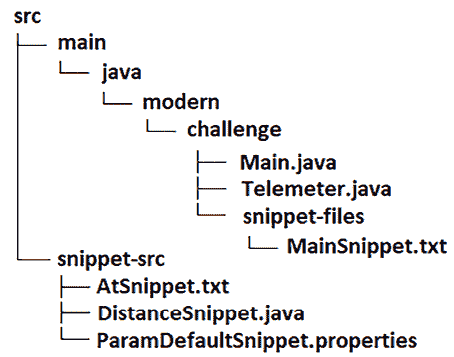 src
main
java
modern
challenge
Main.java
Telemeter.java
snippet-files
MainSnippet.txt
snippet-src
AtSnippet.txt
DistanceSnippet.java
ParamDefaultSnippet.properties